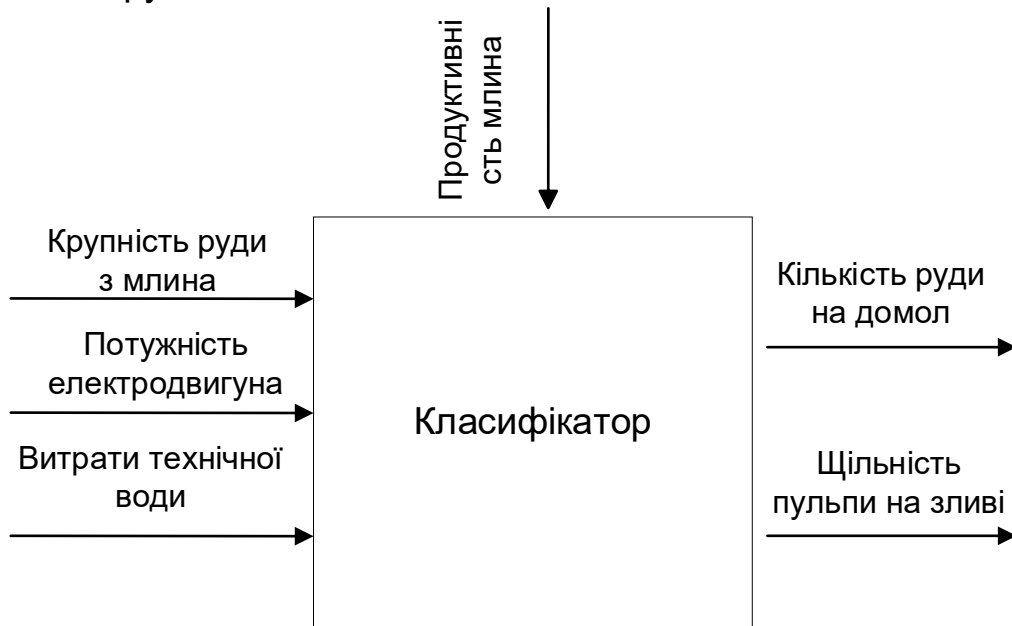 Продуктивні
сть млина
Крупність руди
з млина
Потужність
електродвигуна
Витрати технічної
води
Класифікатор
Кількість руди
на домол
Щільність
пульпи на зливі